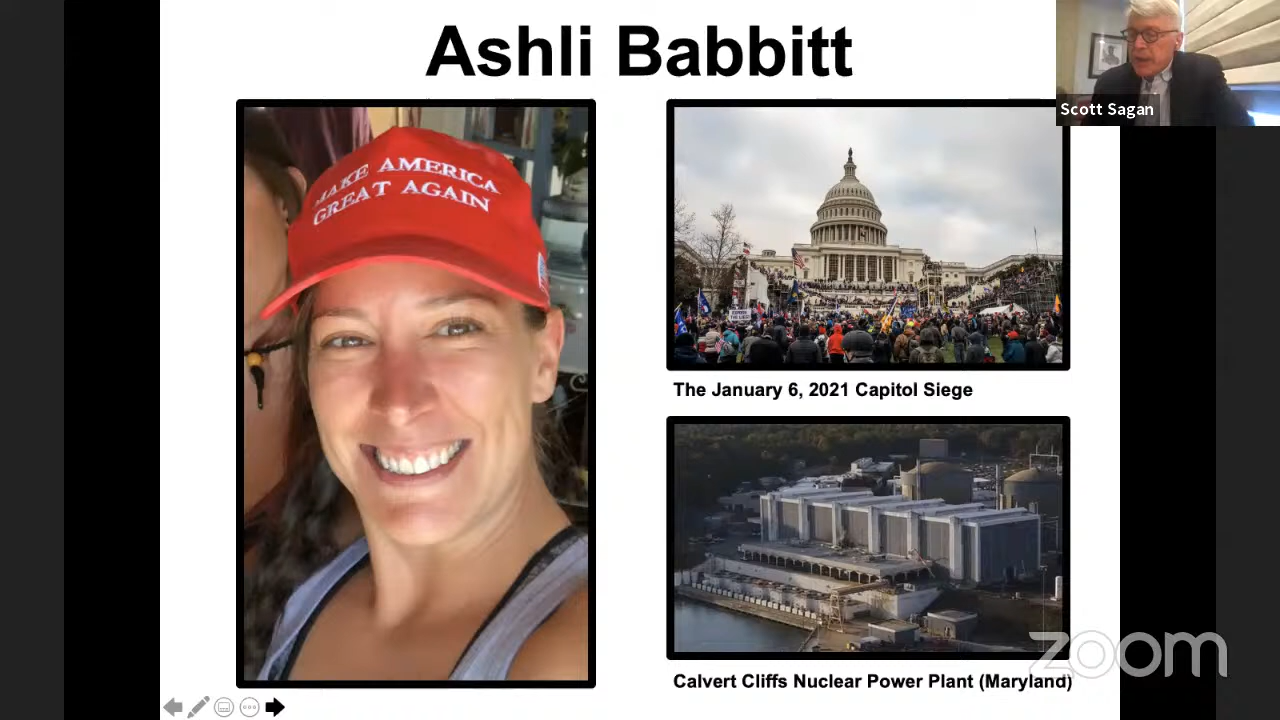 Ashli Babbitt
Scott Sagan
MAKE AMERICA
GREAT AGAIN
The January 6, 2021 Capitol Siege
Calvert Cliffs Nuclear Power Plant (Maryland)
zoom